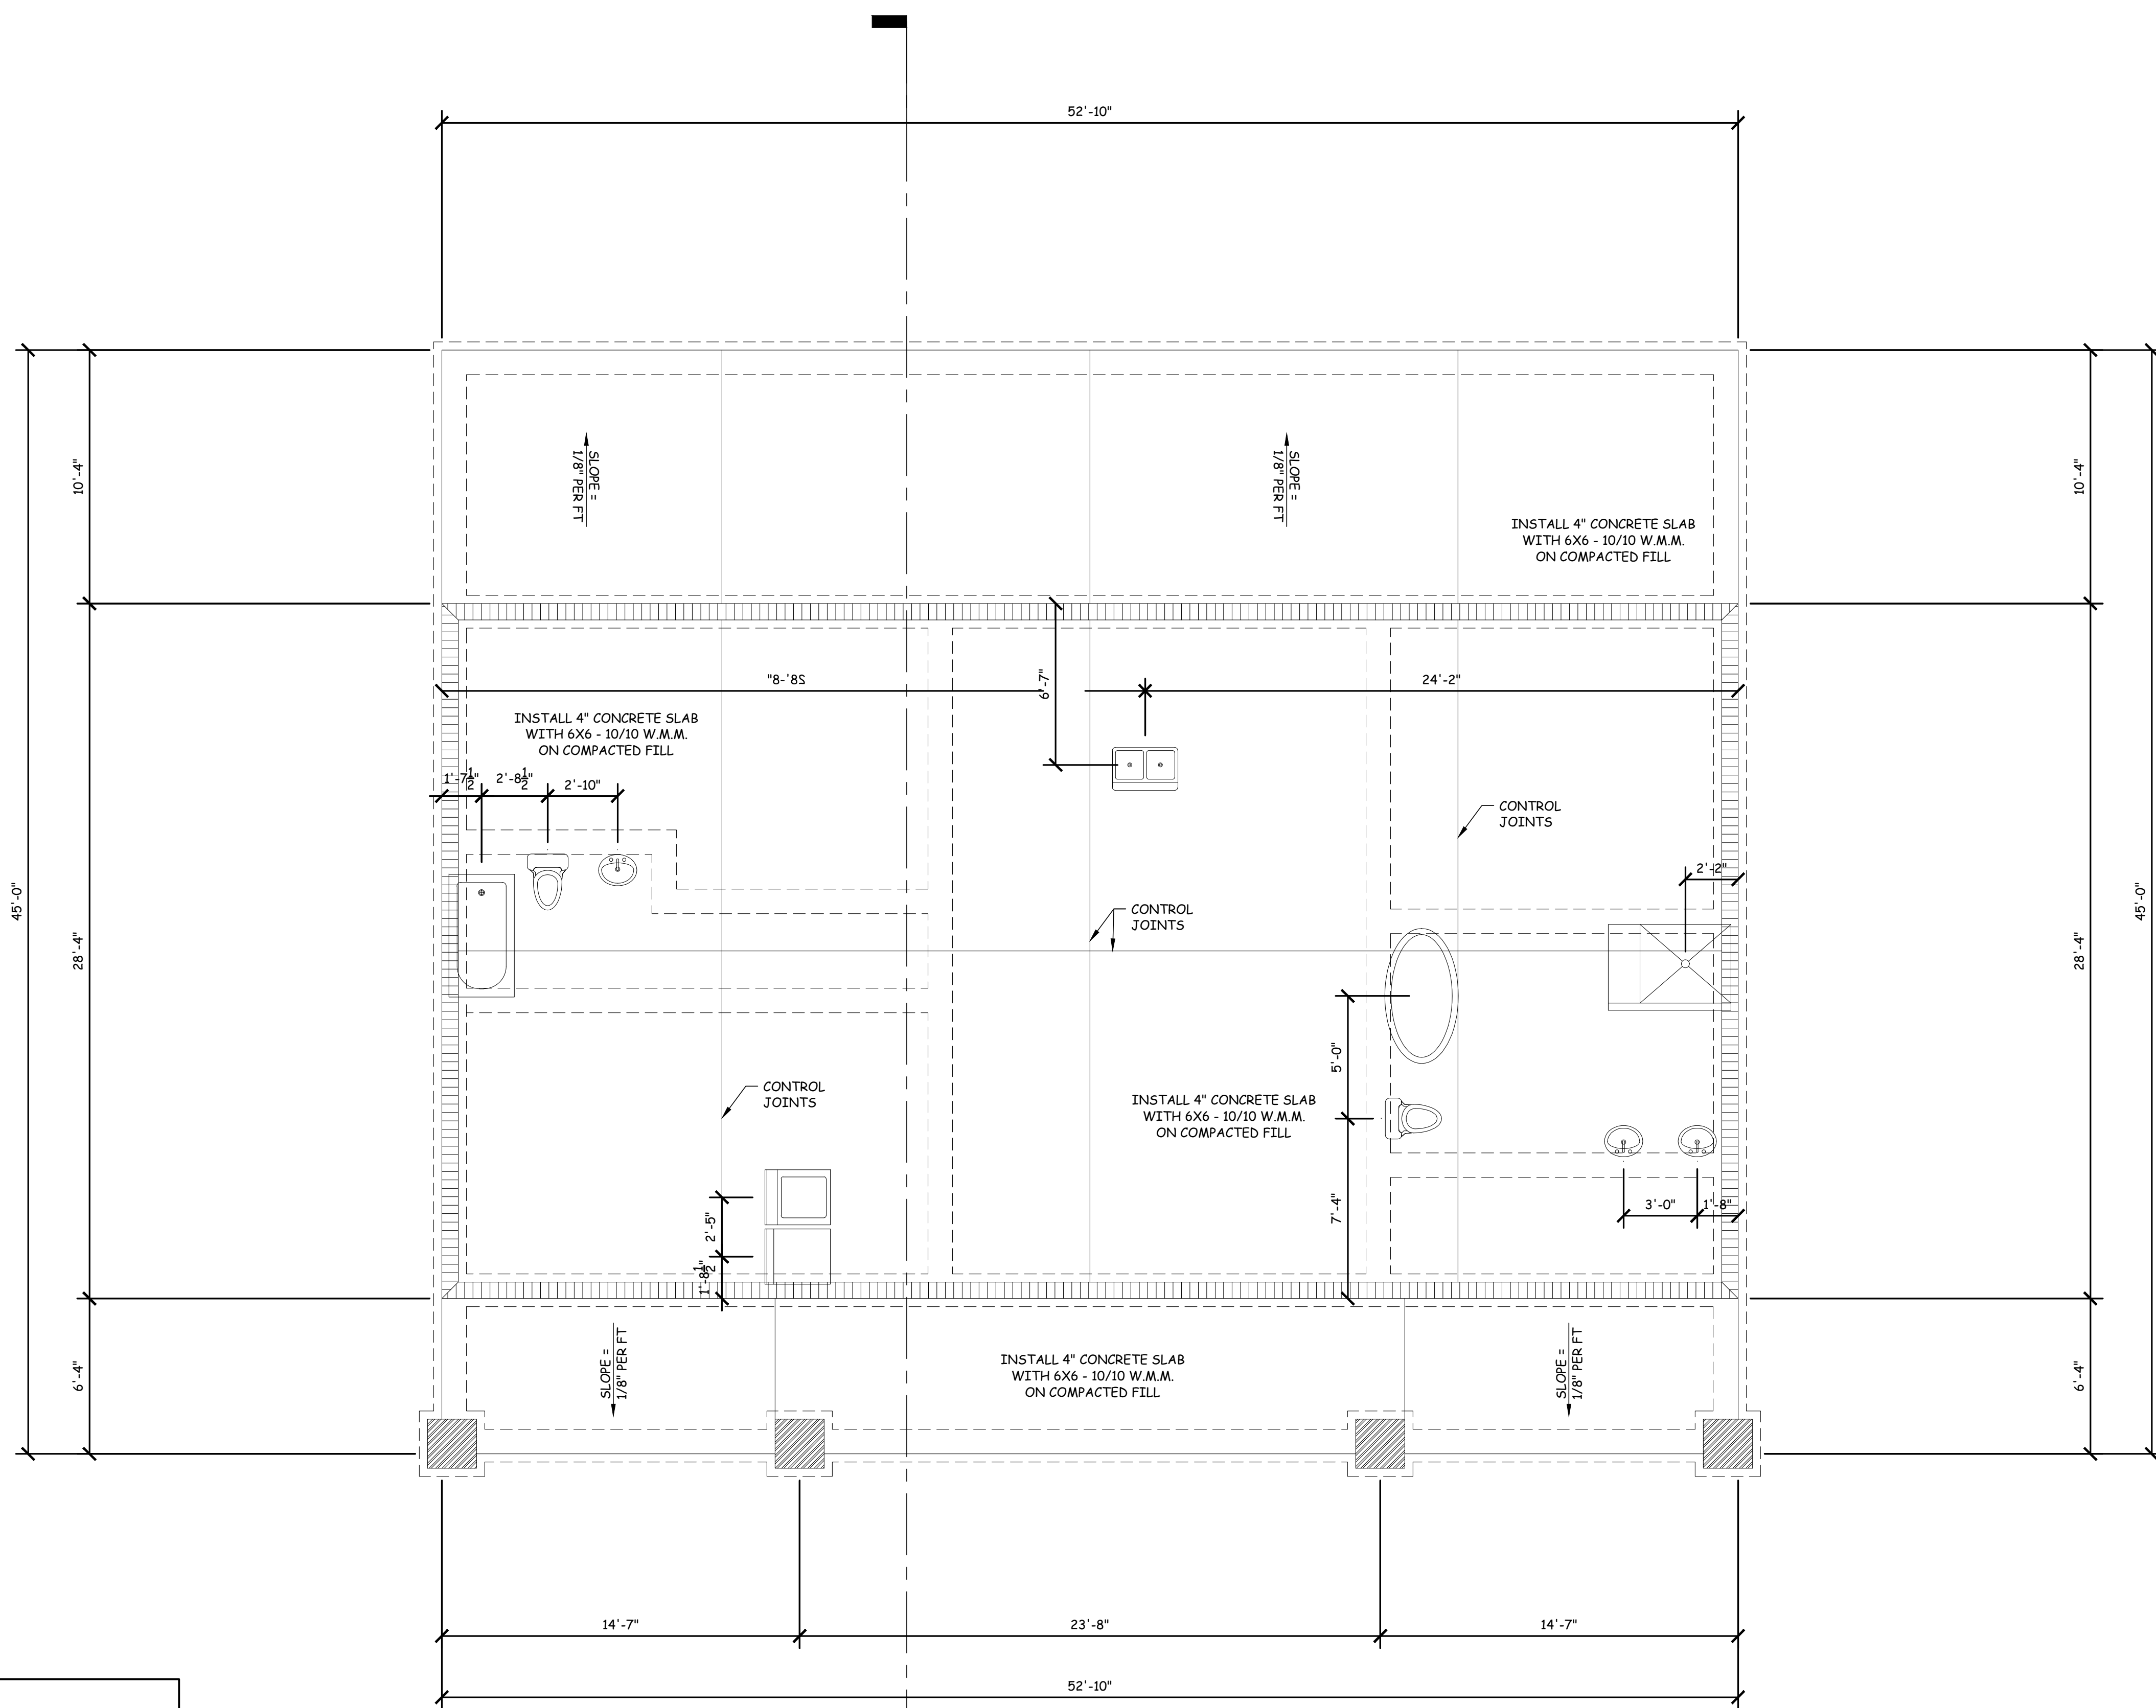 52'-10"
SLOPE =
1/8" PER FT
SLOPE =
1/8" PER FT
10'-4"
10'-4"
INSTALL 4" CONCRETE SLAB
WITH 6X6 - 10/10 W.M.M.
ON COMPACTED FILL
28'-8"
6'-7"
24'-2"
INSTALL 4" CONCRETE SLAB
WITH 6X6 - 10/10 W.M.M.
ON COMPACTED FILL
1'-7 1/2"
2'-8 1/2"
2'-10"
CONTROL
JOINTS
2'-2"
45'-0"
45'-0"
CONTROL
JOINTS
28'-4"
28'-4"
5'-0"
CONTROL
JOINTS
INSTALL 4" CONCRETE SLAB
WITH 6X6 - 10/10 W.M.M.
ON COMPACTED FILL
7'-4"
3'-0"
1'-8"
2'-5"
1'-8 1/2"
SLOPE =
1/8" PER FT
INSTALL 4" CONCRETE SLAB
WITH 6X6 - 10/10 W.M.M.
ON COMPACTED FILL
SLOPE =
1/8" PER FT
6'-4"
6'-4"
14'-7"
23'-8"
14'-7"
52'-10"